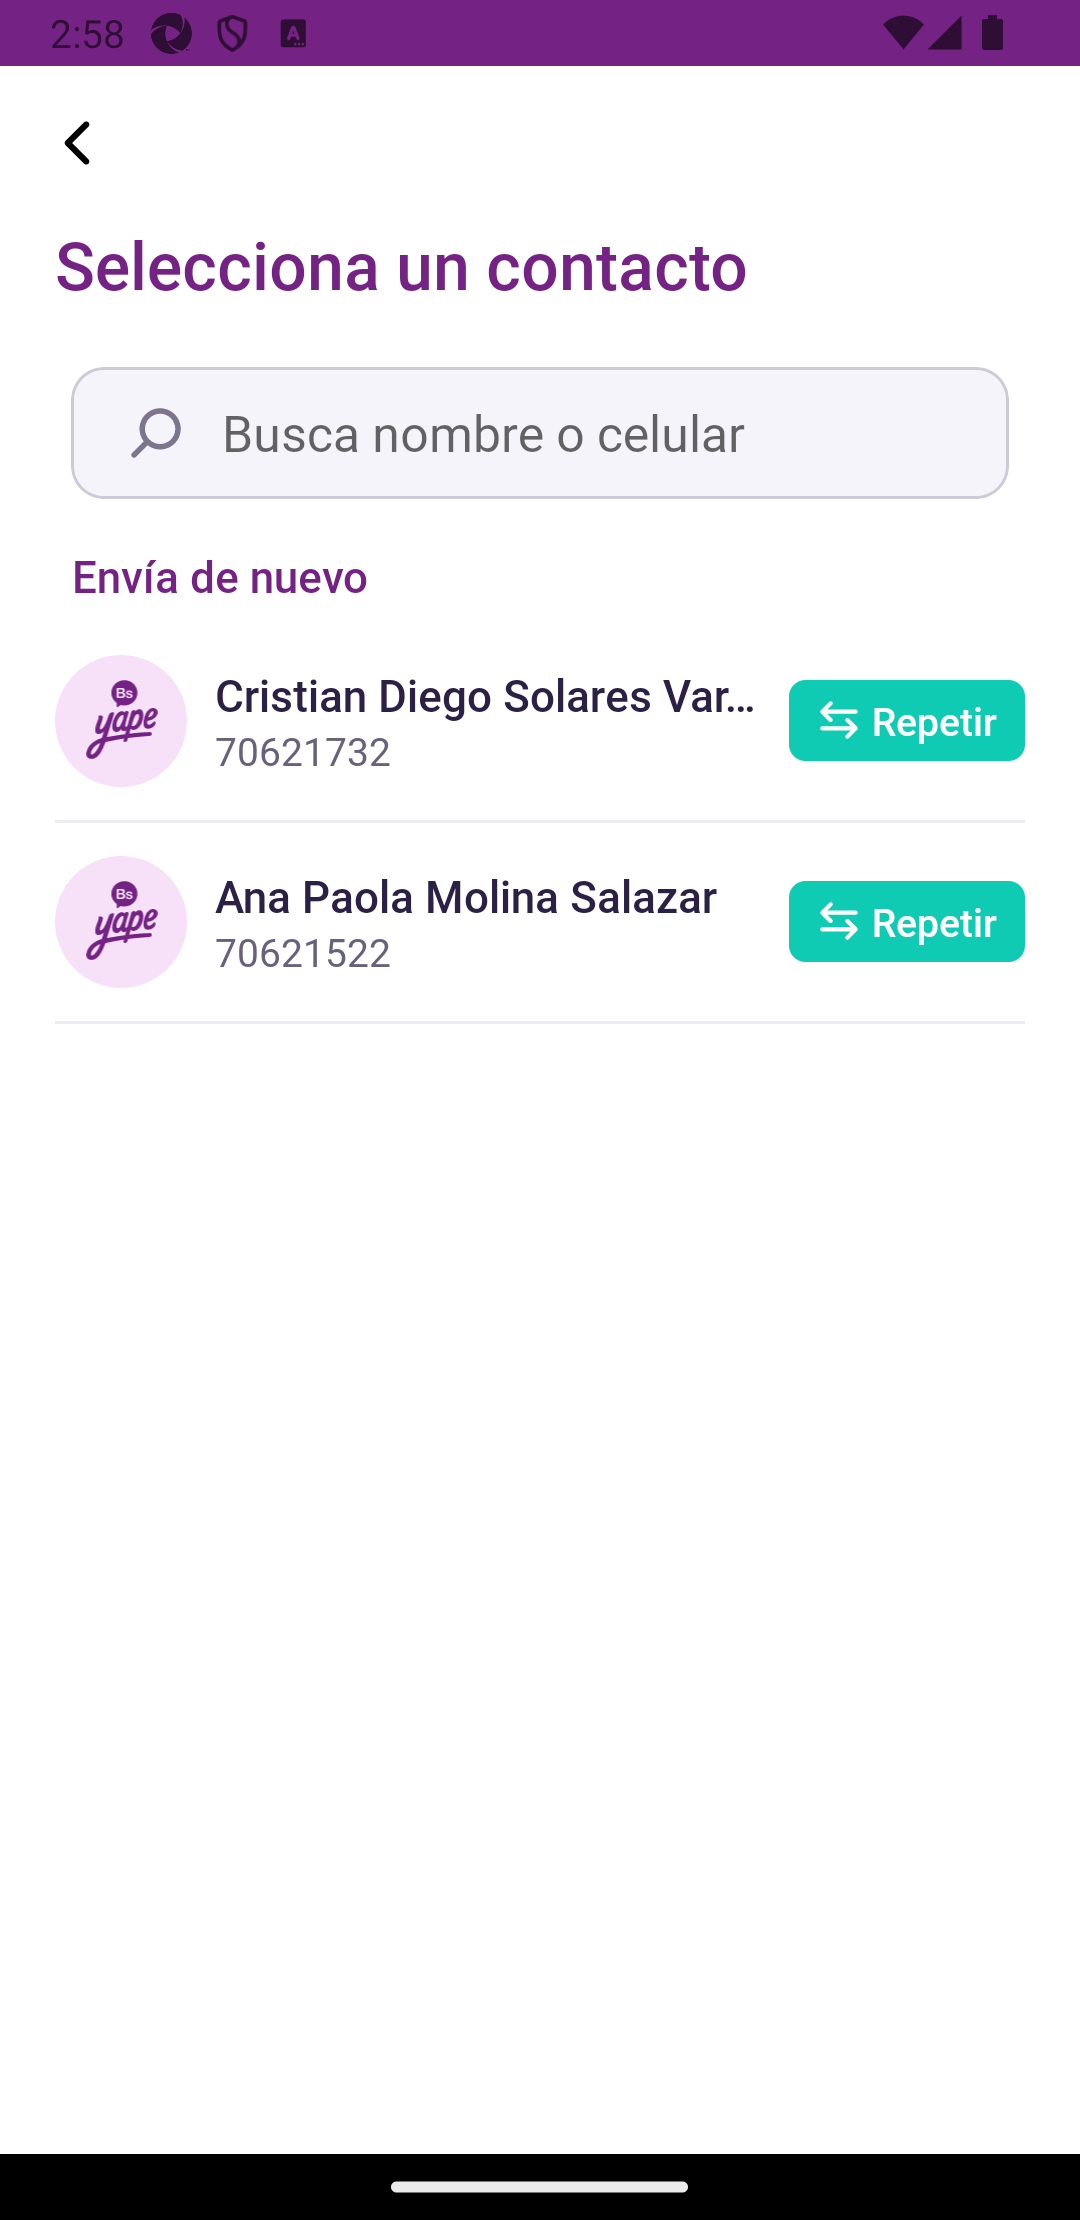 2:58
Selecciona un contacto
Busca nombre o celular
Envía de nuevo
Bs
yape
Cristian Diego Solares Var...
70621732
Repetir
Bs
yape
Ana Paola Molina Salazar
70621522
Repetir